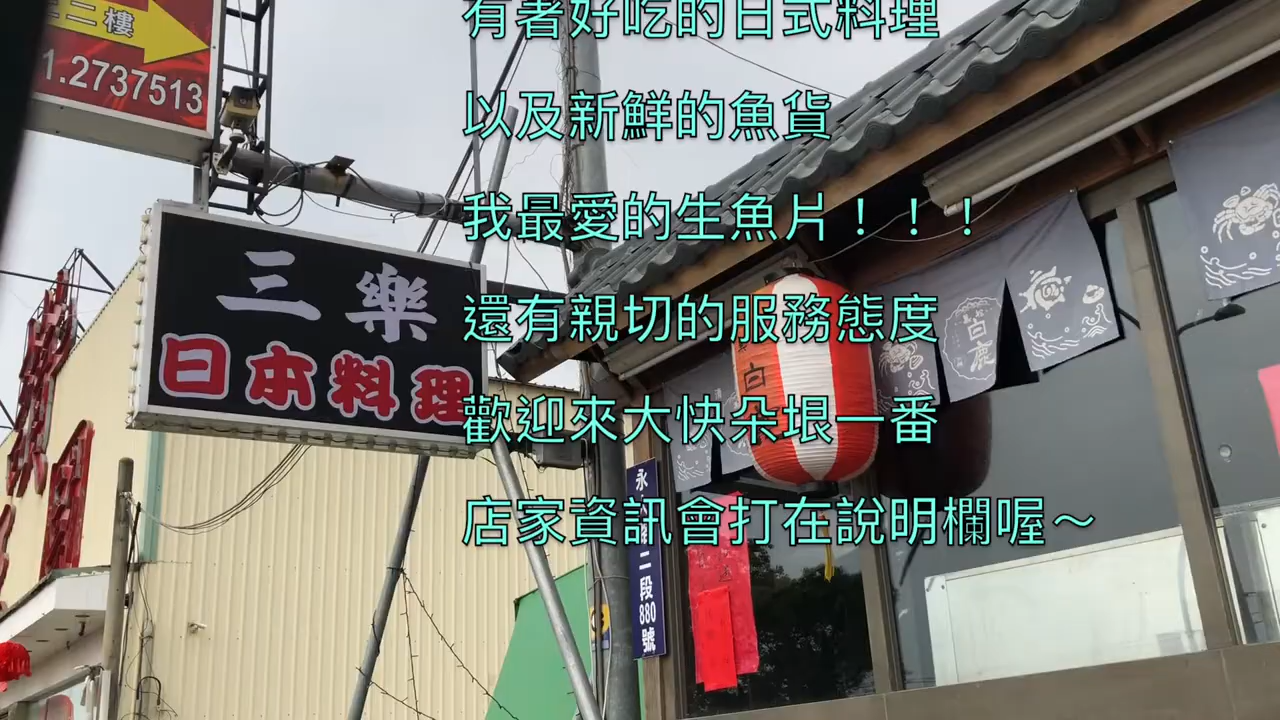 有著好吃的日式料理
以及新鮮的魚貨
我最愛的生魚片！！！
還有親切的服務態度
歡迎來大快朵垠一番
店家資訊會打在說明欄喔～
二樓
1.2737513
三樂
日本料理
白
白鹿
二段880號